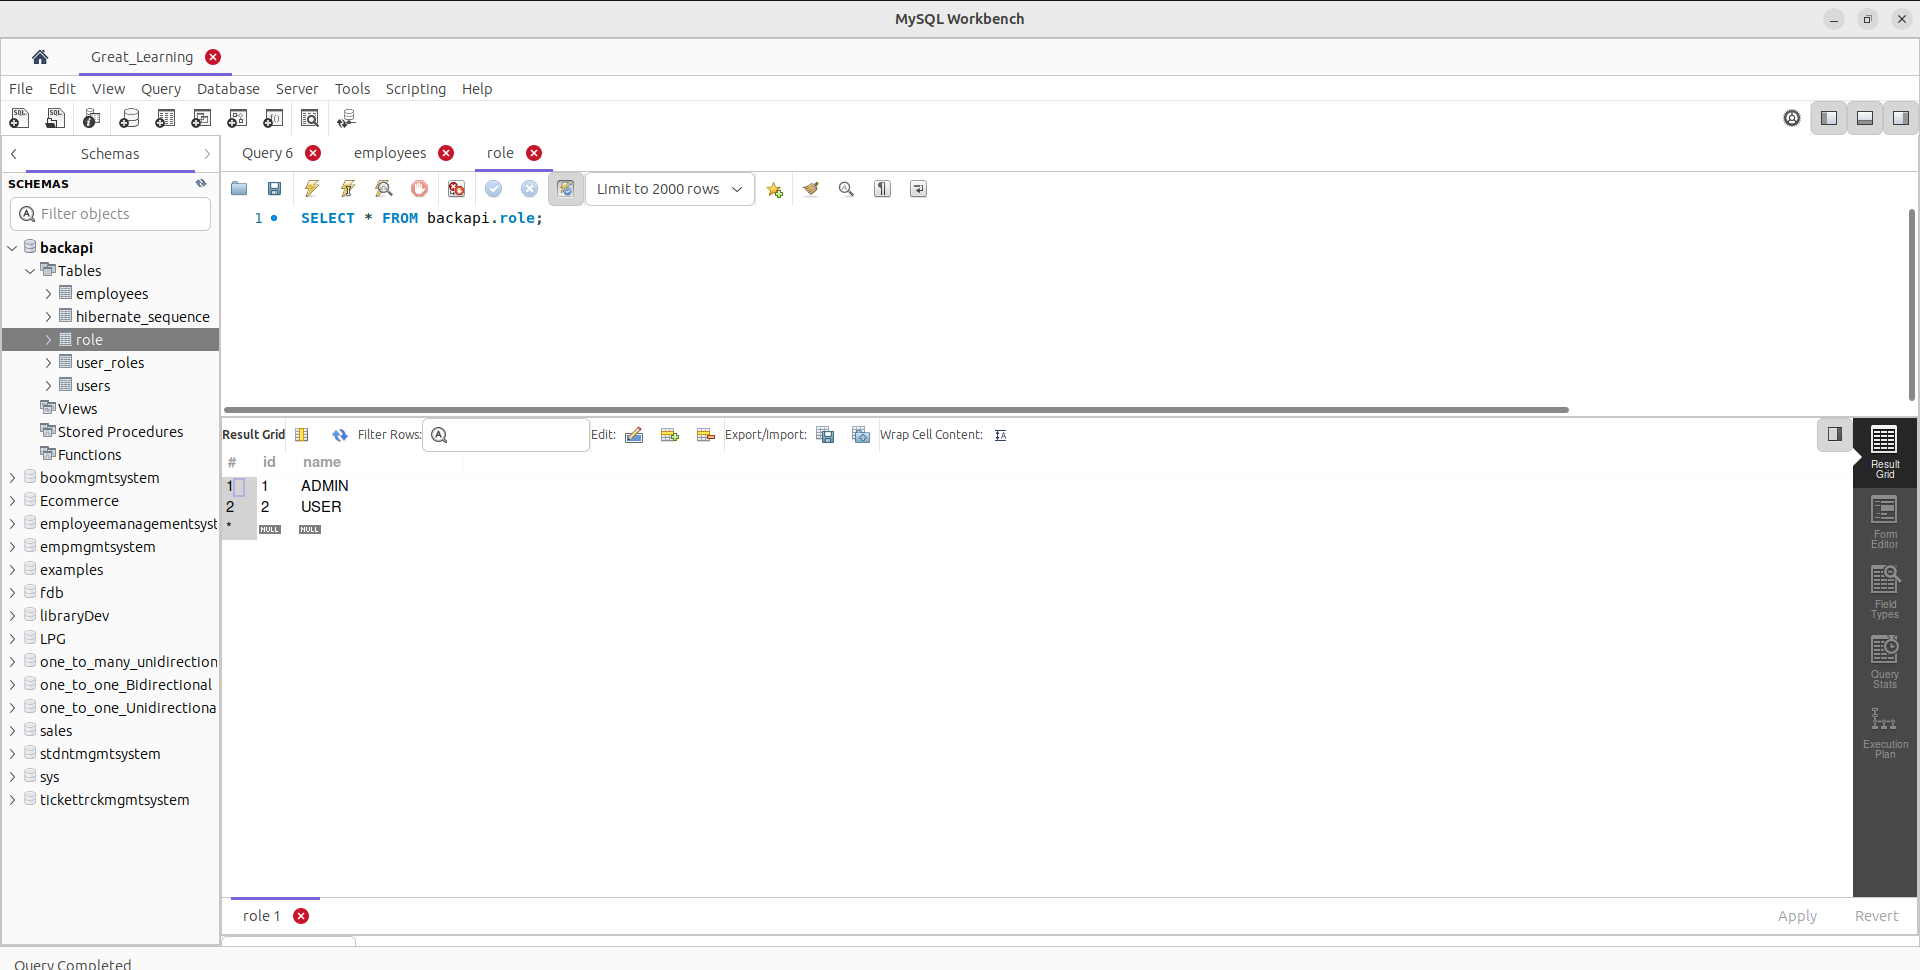 MySQL Workbench
Great_Learning
File Edit View Query Database Server Tools Scripting Help
Schemas
Query 6 employees role
SCHEMAS
Limit to 2000 rows
Filter objects
1 SELECT * FROM backapi.role;
backapi
Tables
employees
hibernate_sequence
role
user_roles
users
Views
Stored Procedures
Functions
bookmgmtsystem
Ecommerce
employeemanagementsyst
empmgmtsystem
examples
fdb
libraryDev
LPG
one_to_many_unidirection
one_to_one_Bidirectional
one_to_one_Unidirectiona
sales
stdntmgmtsystem
sys
tickettrckmgmtsystem
Result Grid Filter Rows: Edit: Export/Import: Wrap Cell Content:
# id name
1 1 ADMIN
2 2 USER
* NULL NULL
Result
Grid
Form
Editor
Field
Types
Query
Stats
Execution
Plan
role 1
Apply Revert
Query Completed